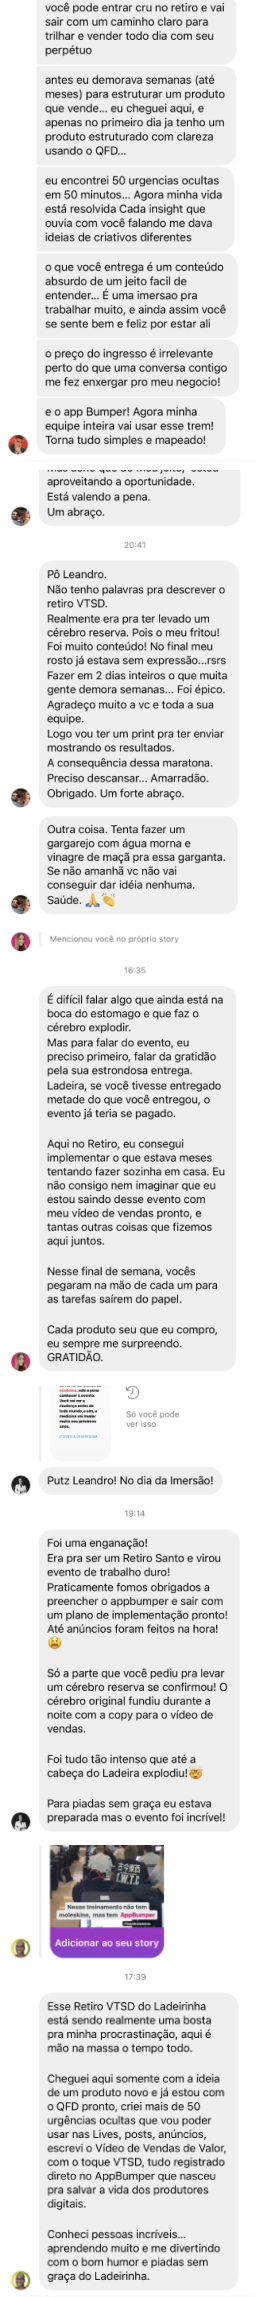 você pode entrar cru no retiro e vai
sair com um caminho claro para
trilhar e vender todo dia com seu
perpétuo
antes eu demorava semanas (até
meses) para estruturar um produto
que vende... eu cheguei aqui, e
apenas no primeiro dia ja tenho um
produto estruturado com clareza
usando o QFD...
eu encontrei 50 urgencias ocultas
em 50 minutos... Agora minha vida
está resolvida Cada insight que
ouvia com você falando me dava
ideias de criativos diferentes
o que você entrega é um conteúdo
absurdo de um jeito facil de
entender... É uma imersao pra
trabalhar muito, e ainda assim você
se sente bem e feliz por estar ali
o preço do ingresso é irrelevante
perto do que uma conversa contigo
me fez enxergar pro meu negocio!
e o app Bumper! Agora minha
equipe inteira vai usar esse trem!
Torna tudo simples e mapeado!
aproveitando a oportunidade.
Está valendo a pena.
Um abraço.
20:41
Pô Leandro.
Não tenho palavras pra descrever o
retiro VTSD.
Realmente era pra ter levado um
cérebro reserva. Pois o meu fritou!
Foi muito conteúdo! No final meu
rosto já estava sem expressão...rsrs
Fazer em 2 dias inteiros o que muita
gente demora semanas... Foi épico.
Agradeço muito a vc e toda a sua
equipe.
Logo vou ter um print pra ter enviar
mostrando os resultados.
A consequência dessa maratona.
Preciso descansar... Amarradão.
Obrigado. Um forte abraço.
Outra coisa. Tenta fazer um
gargarejo com água morna e
vinagre de maçã pra essa garganta.
Se não amanhã vc não vai
conseguir dar idéia nenhuma.
Saúde. 🙏👏
Mencionou você no próprio story
16:35
É difícil falar algo que ainda está na
boca do estomago e que faz o
cérebro explodir.
Mas para falar do evento, eu
preciso primeiro, falar da gratidão
pela sua estrondosa entrega.
Ladeira, se você tivesse entregado
metade do que você entregou, o
evento já teria se pagado.
Aqui no Retiro, eu consegui
implementar o que estava meses
tentando fazer sozinha em casa. Eu
não consigo nem imaginar que eu
estou saindo desse evento com
meu vídeo de vendas pronto, e
tantas outras coisas que fizemos
aqui juntos.
Nesse final de semana, vocês
pegaram na mão de cada um para
as tarefas saírem do papel.
Cada produto seu que eu compro,
eu sempre me surpreendo.
GRATIDÃO.
Só você pode
ver isso
Putz Leandro! No dia da Imersão!
19:14
Foi uma enganação!
Era pra ser um Retiro Santo e virou
evento de trabalho duro!
Praticamente fomos obrigados a
preencher o appbumper e sair com
um plano de implementação pronto!
Até anúncios foram feitos na hora!
😫
Só a parte que você pediu pra levar
um cérebro reserva se confirmou! O
cérebro original fundiu durante a
noite com a copy para o vídeo de
vendas.
Foi tudo tão intenso que até a
cabeça do Ladeira explodiu!🤯
Para piadas sem graça eu estava
preparada mas o evento foi incrível!
Nesse treinamento não tem
moleskine, mas tem AppBumper
Adicionar ao seu story
17:39
Esse Retiro VTSD do Ladeirinha
está sendo realmente uma bosta
pra minha procrastinação, aqui é
mão na massa o tempo todo.
Cheguei aqui somente com a ideia
de um produto novo e já estou com
o QFD pronto, criei mais de 50
urgências ocultas que vou poder
usar nas Lives, posts, anúncios,
escrevi o Vídeo de Vendas de Valor,
com o toque VTSD, tudo registrado
direto no AppBumper que nasceu
pra salvar a vida dos produtores
digitais.
Conheci pessoas incríveis...
aprendendo muito e me divertindo
com o bom humor e piadas sem
graça do Ladeirinha.